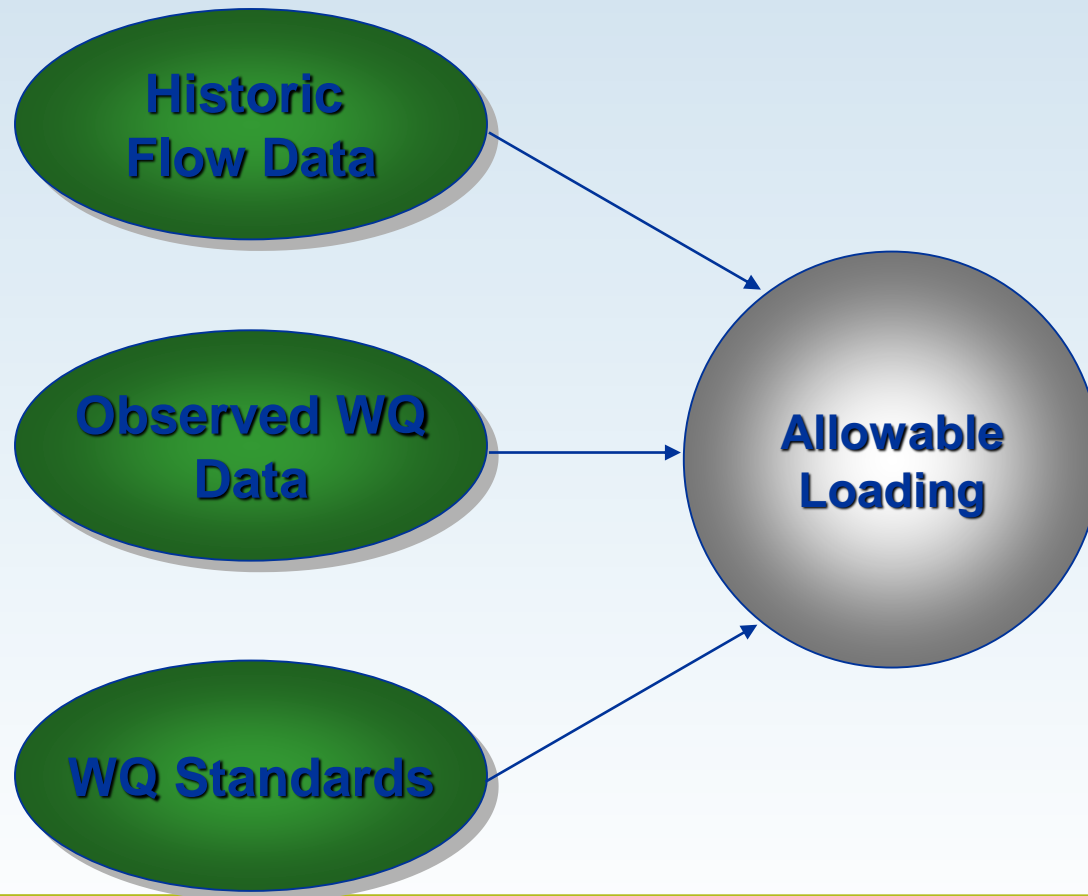 Historic
Flow Data
Observed WQ
Data
WQ Standards
Allowable
Loading